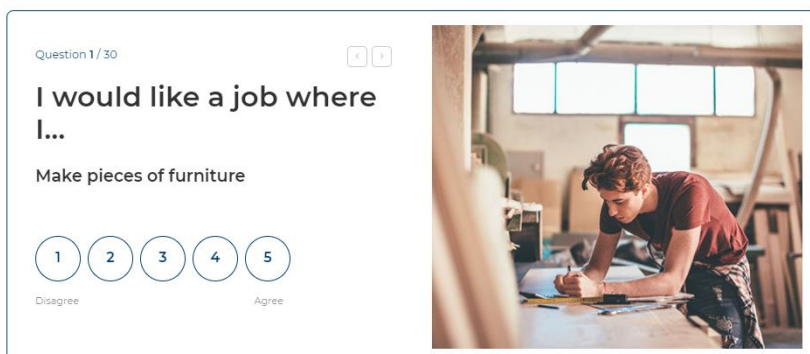 Question 1 / 30
I would like a job where
I...
Make pieces of furniture
1 2 3 4 5
Disagree Agree